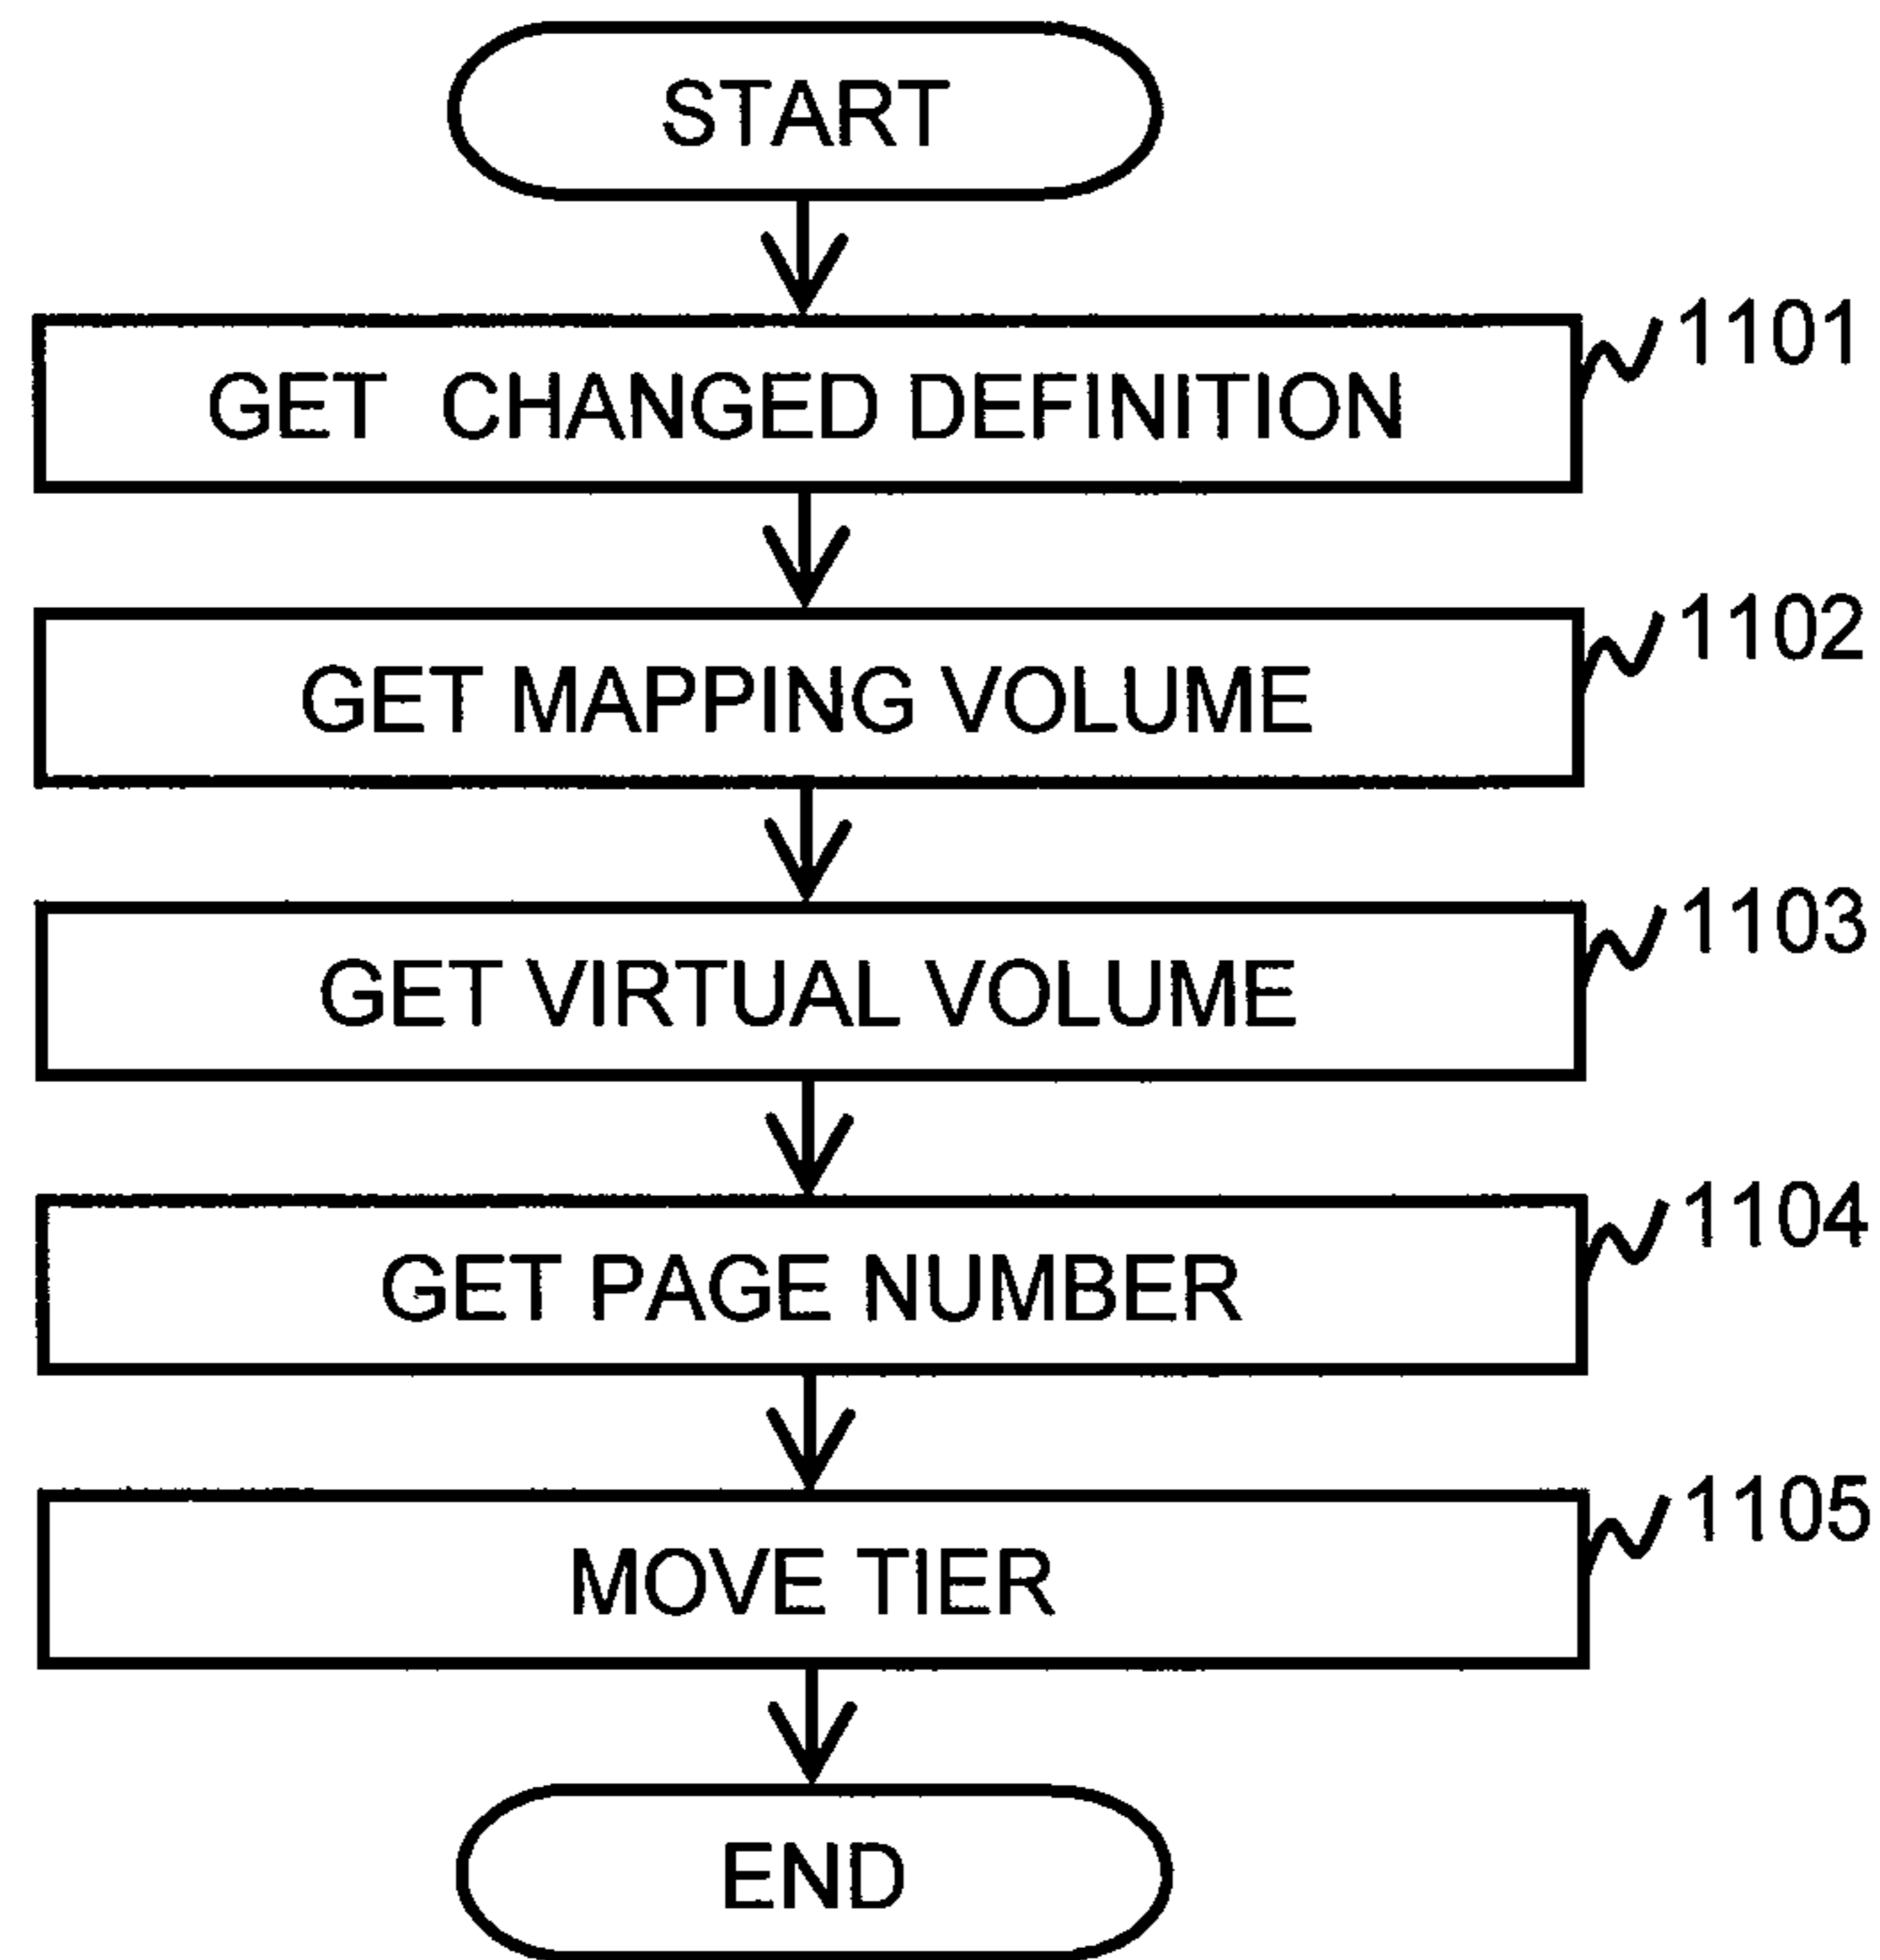 START
GET CHANGED DEFINITION
1101
GET MAPPING VOLUME
1102
GET VIRTUAL VOLUME
1103
GET PAGE NUMBER
1104
MOVE TIER
1105
END